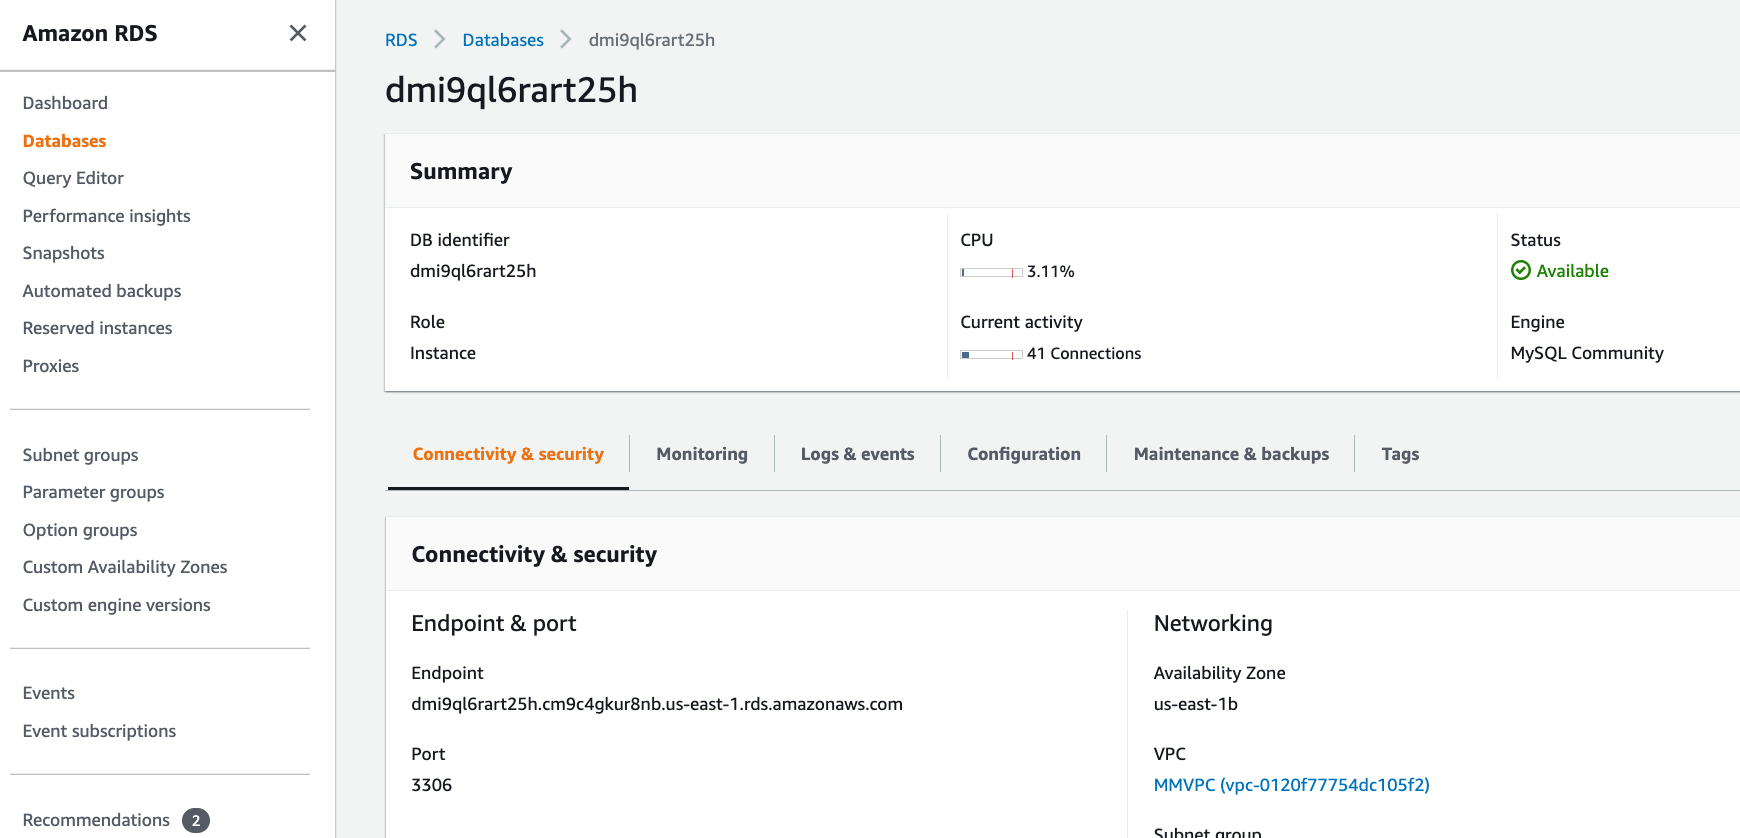 Amazon RDS
Dashboard
Databases
Query Editor
Performance insights
Snapshots
Automated backups
Reserved instances
Proxies
Subnet groups
Parameter groups
Option groups
Custom Availability Zones
Custom engine versions
Events
Event subscriptions
Recommendations 2
RDS > Databases > dmi9ql6rart25h
dmi9ql6rart25h
Summary
DB identifier
dmi9ql6rart25h
Role
Instance
CPU
3.11%
Current activity
41 Connections
Status
Available
Engine
MySQL Community
Connectivity & security
Monitoring
Logs & events
Configuration
Maintenance & backups
Tags
Connectivity & security
Endpoint & port
Endpoint
dmi9ql6rart25h.cm9c4gkur8nb.us-east-1.rds.amazonaws.com
Port
3306
Networking
Availability Zone
us-east-1b
VPC
MMVPC (vpc-0120f77754dc105f2)
Subnet group